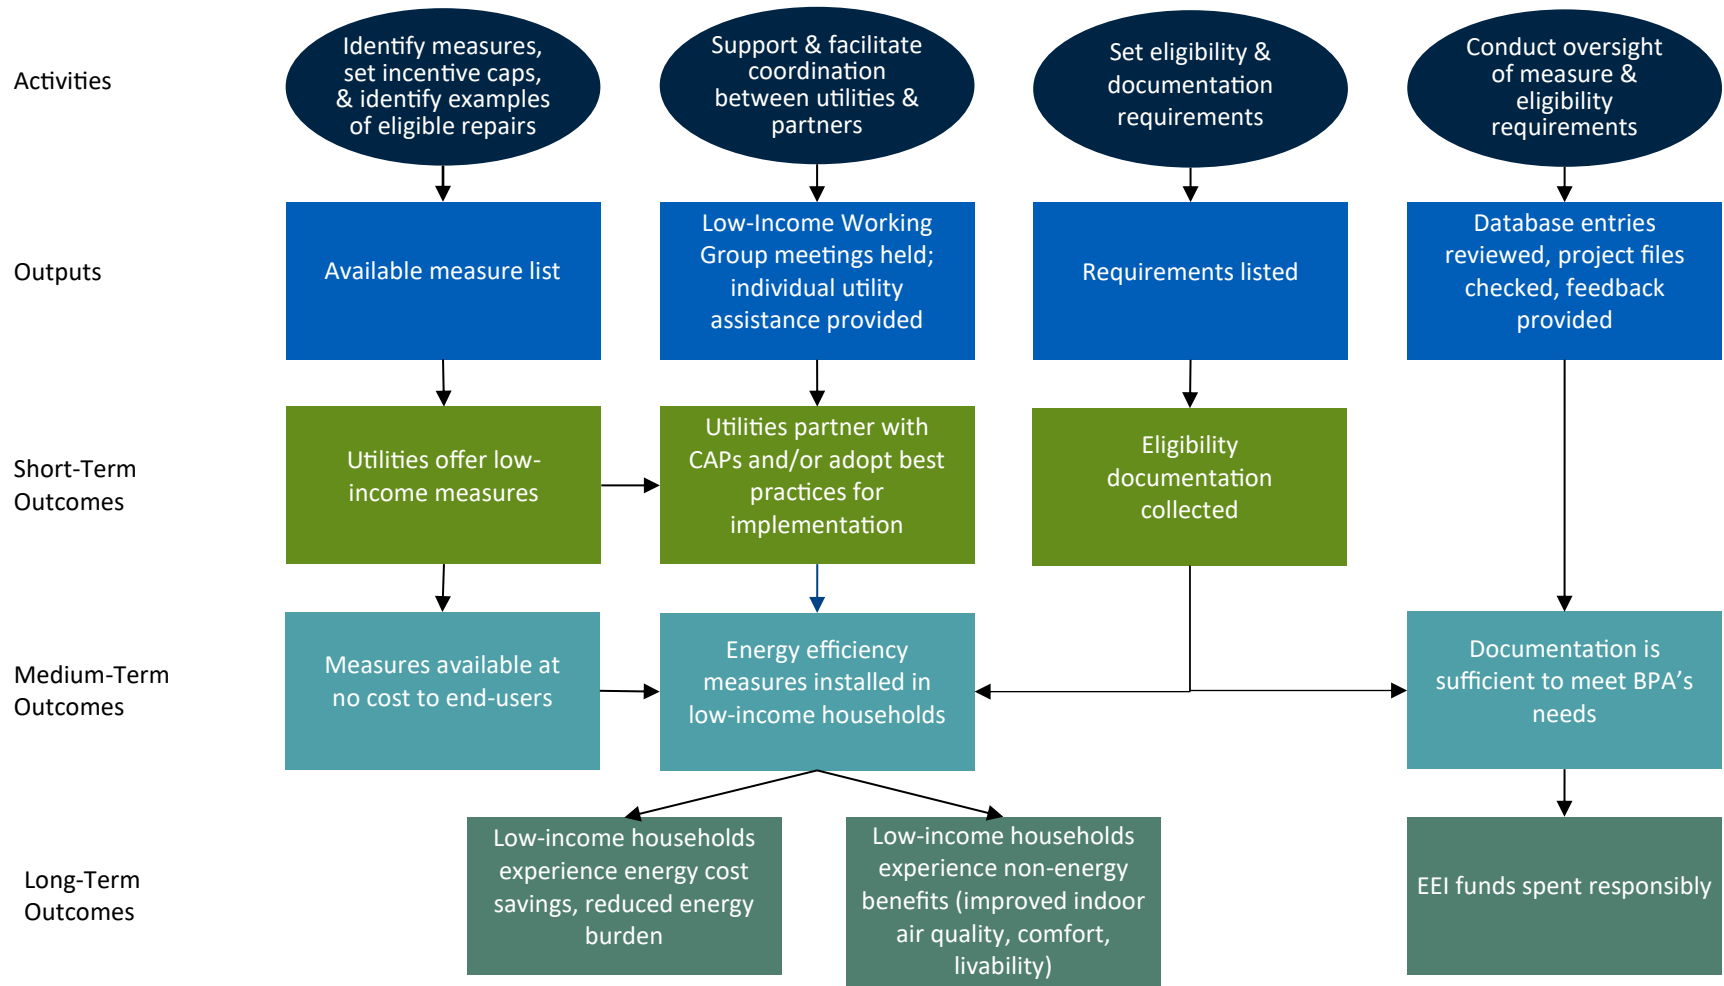 Activities
Identify measures,
set incentive caps,
& identify examples
of eligible repairs
Support & facilitate
coordination
between utilities &
partners
Set eligibility &
documentation
requirements
Conduct oversight
of measure &
eligibility
requirements
Outputs
Available measure list
Low-Income Working
Group meetings held;
individual utility
assistance provided
Requirements listed
Database entries
reviewed, project files
checked, feedback
provided
Short-Term
Outcomes
Utilities offer low-
income measures
Utilities partner with
CAPs and/or adopt best
practices for
implementation
Eligibility
documentation
collected
Medium-Term
Outcomes
Measures available at
no cost to end-users
Energy efficiency
measures installed in
low-income households
Documentation is
sufficient to meet BPA’s
needs
Long-Term
Outcomes
Low-income households
experience energy cost
savings, reduced energy
burden
Low-income households
experience non-energy
benefits (improved indoor
air quality, comfort,
livability)
EEI funds spent responsibly